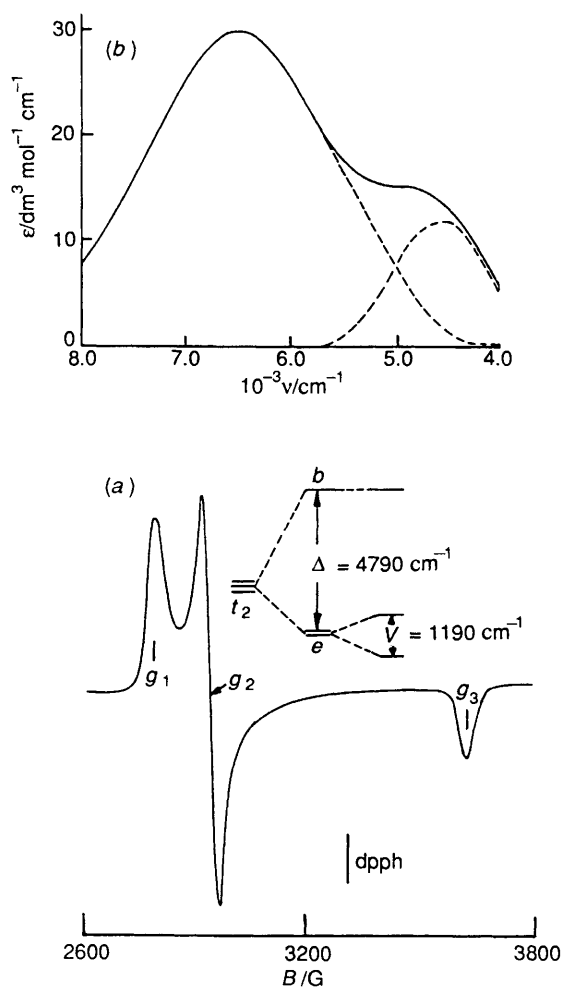 (b)
ε/dm³ mol⁻¹ cm⁻¹
30
20
10
0
8.0 7.0 6.0 5.0 4.0
10⁻³ν/cm⁻¹
(a)
b
Δ = 4790 cm⁻¹
t₂
e
V = 1190 cm⁻¹
g₁
g₂
g₃
dpph
2600 3200 3800
B/G